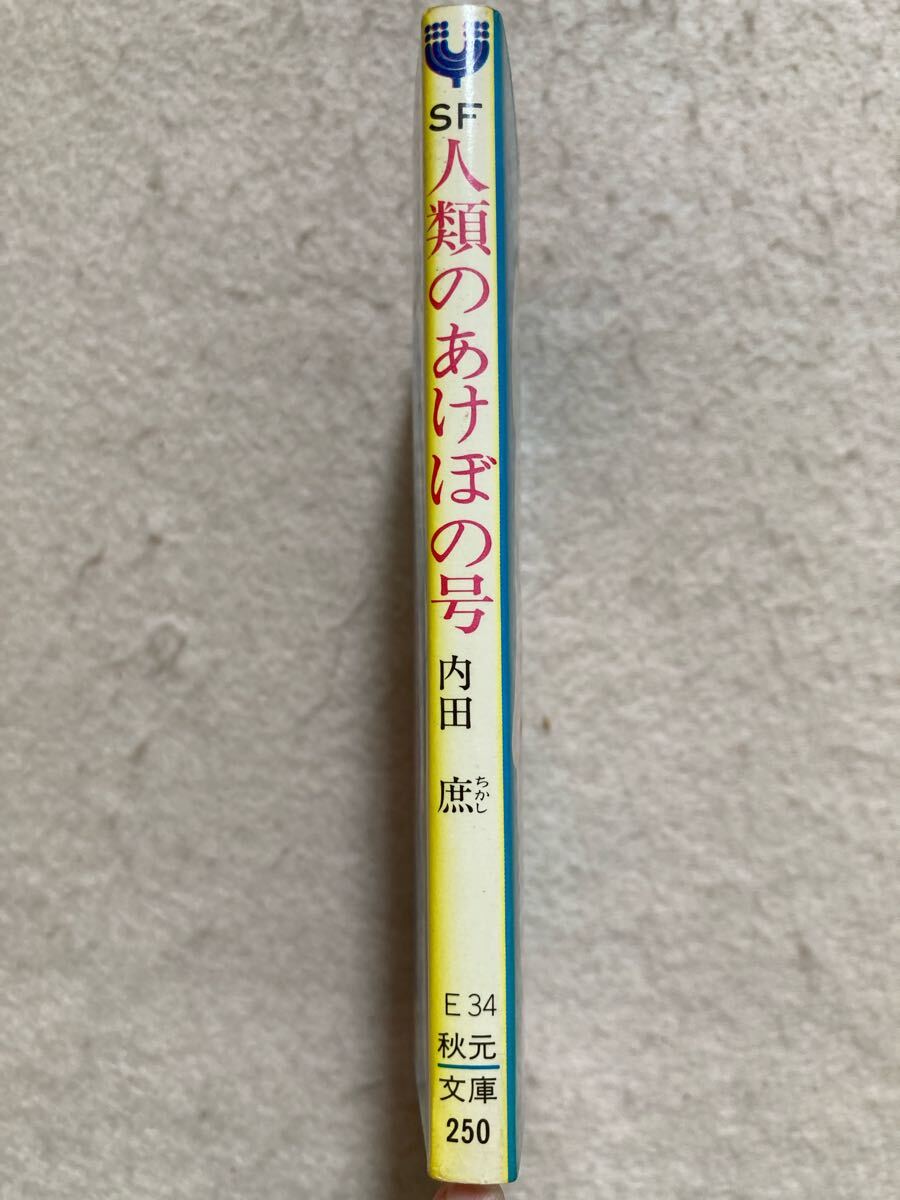 SF
人類のあけぼの号
内田 庶
ちかし
E 34
秋元
文庫
250